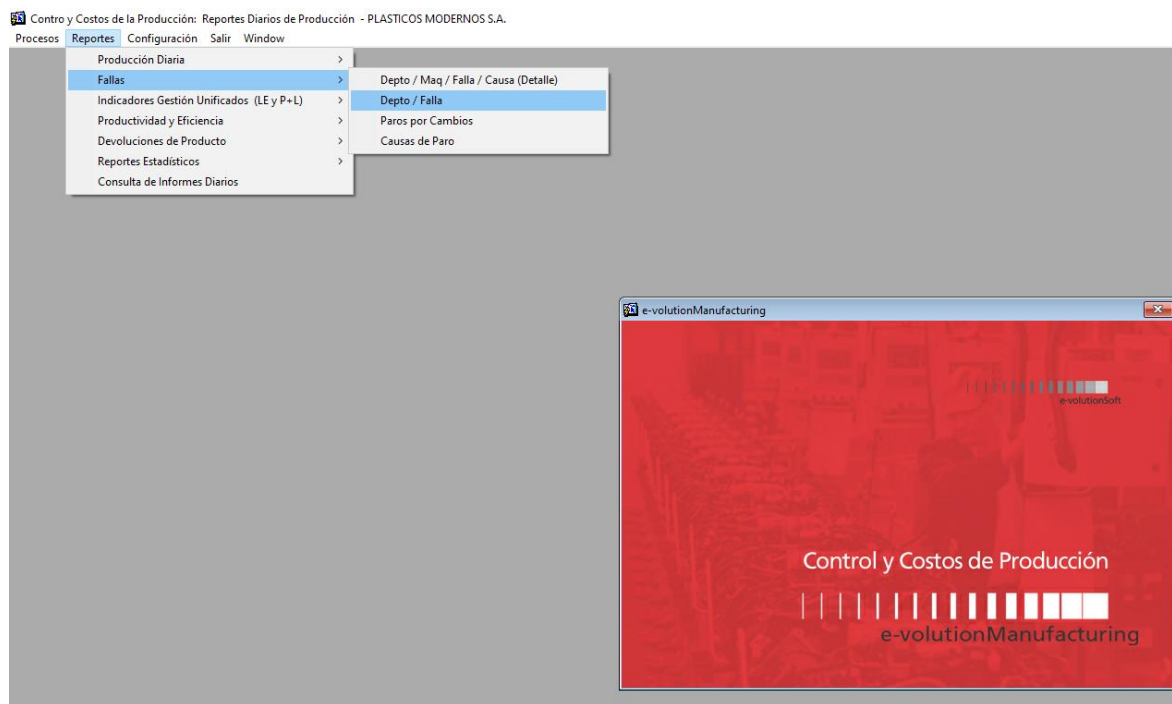 Contro y Costos de la Producción: Reportes Diarios de Producción - PLASTICOS MODERNOS S.A.
Procesos Reportes Configuración Salir Window
Producción Diaria
Fallas
Indicadores Gestión Unificados (LE y P+L)
Productividad y Eficiencia
Devoluciones de Producto
Reportes Estadísticos
Consulta de Informes Diarios
Depto / Maq / Falla / Causa (Detalle)
Depto / Falla
Paros por Cambios
Causas de Paro
e-volutionManufacturing
e-volutionSoft
Control y Costos de Producción
e-volutionManufacturing